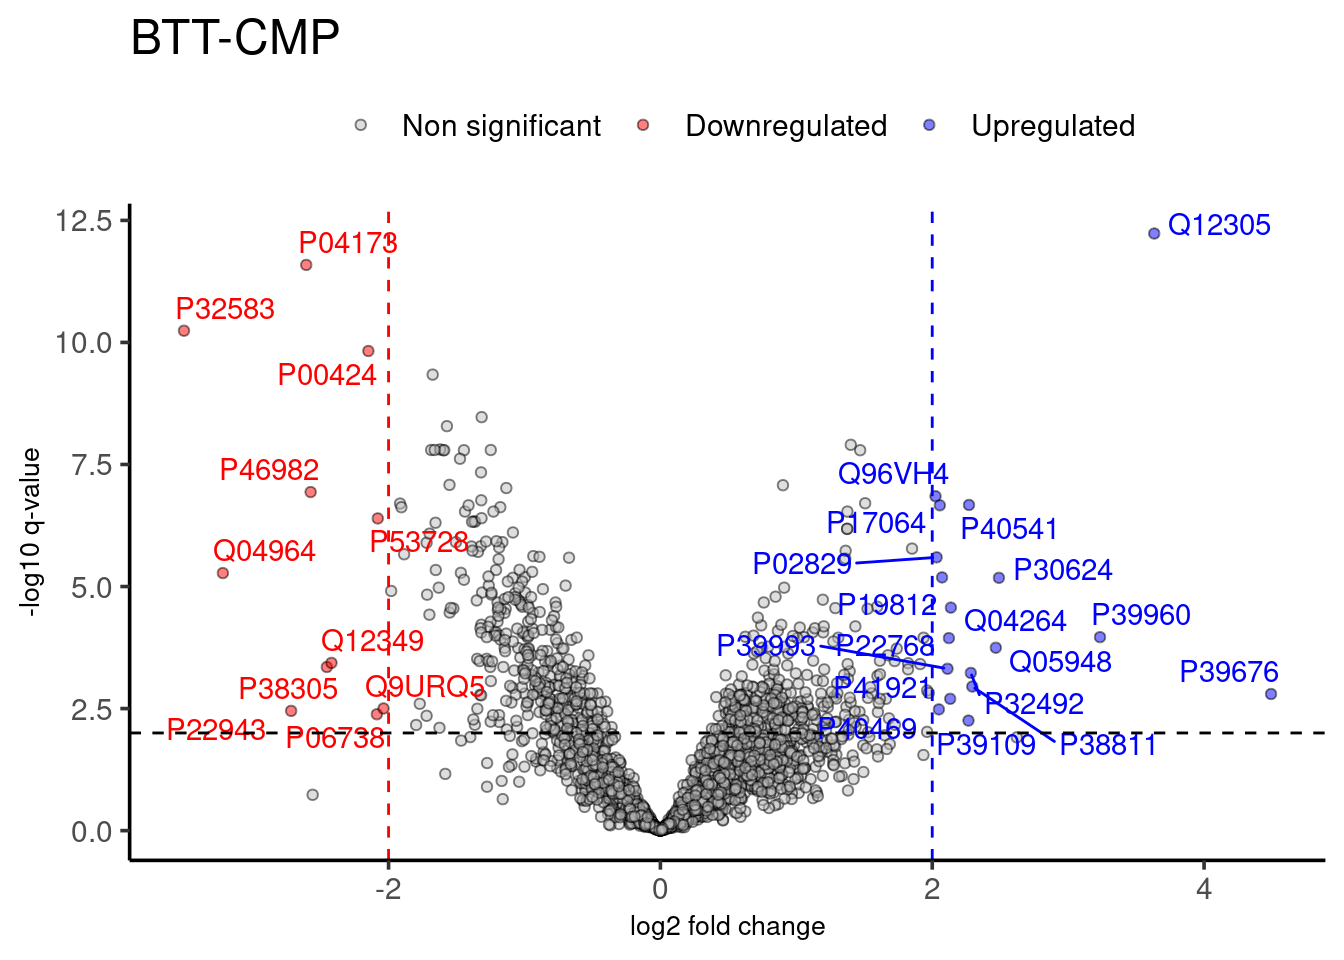 BTT-CMP
Non significant
Downregulated
Upregulated
12.5
10.0
7.5
5.0
2.5
0.0
-log10 q-value
-2
0
2
4
log2 fold change
P04173
P32583
P00424
P46982
P53728
Q04964
Q12349
P38305
Q9URQ5
P22943
P06738
Q12305
Q96VH4
P17064
P40541
P02829
P30624
P19812
Q04264
P39960
P39993
P22768
Q05948
P39676
P41921
P32492
P40469
P39109
P38811